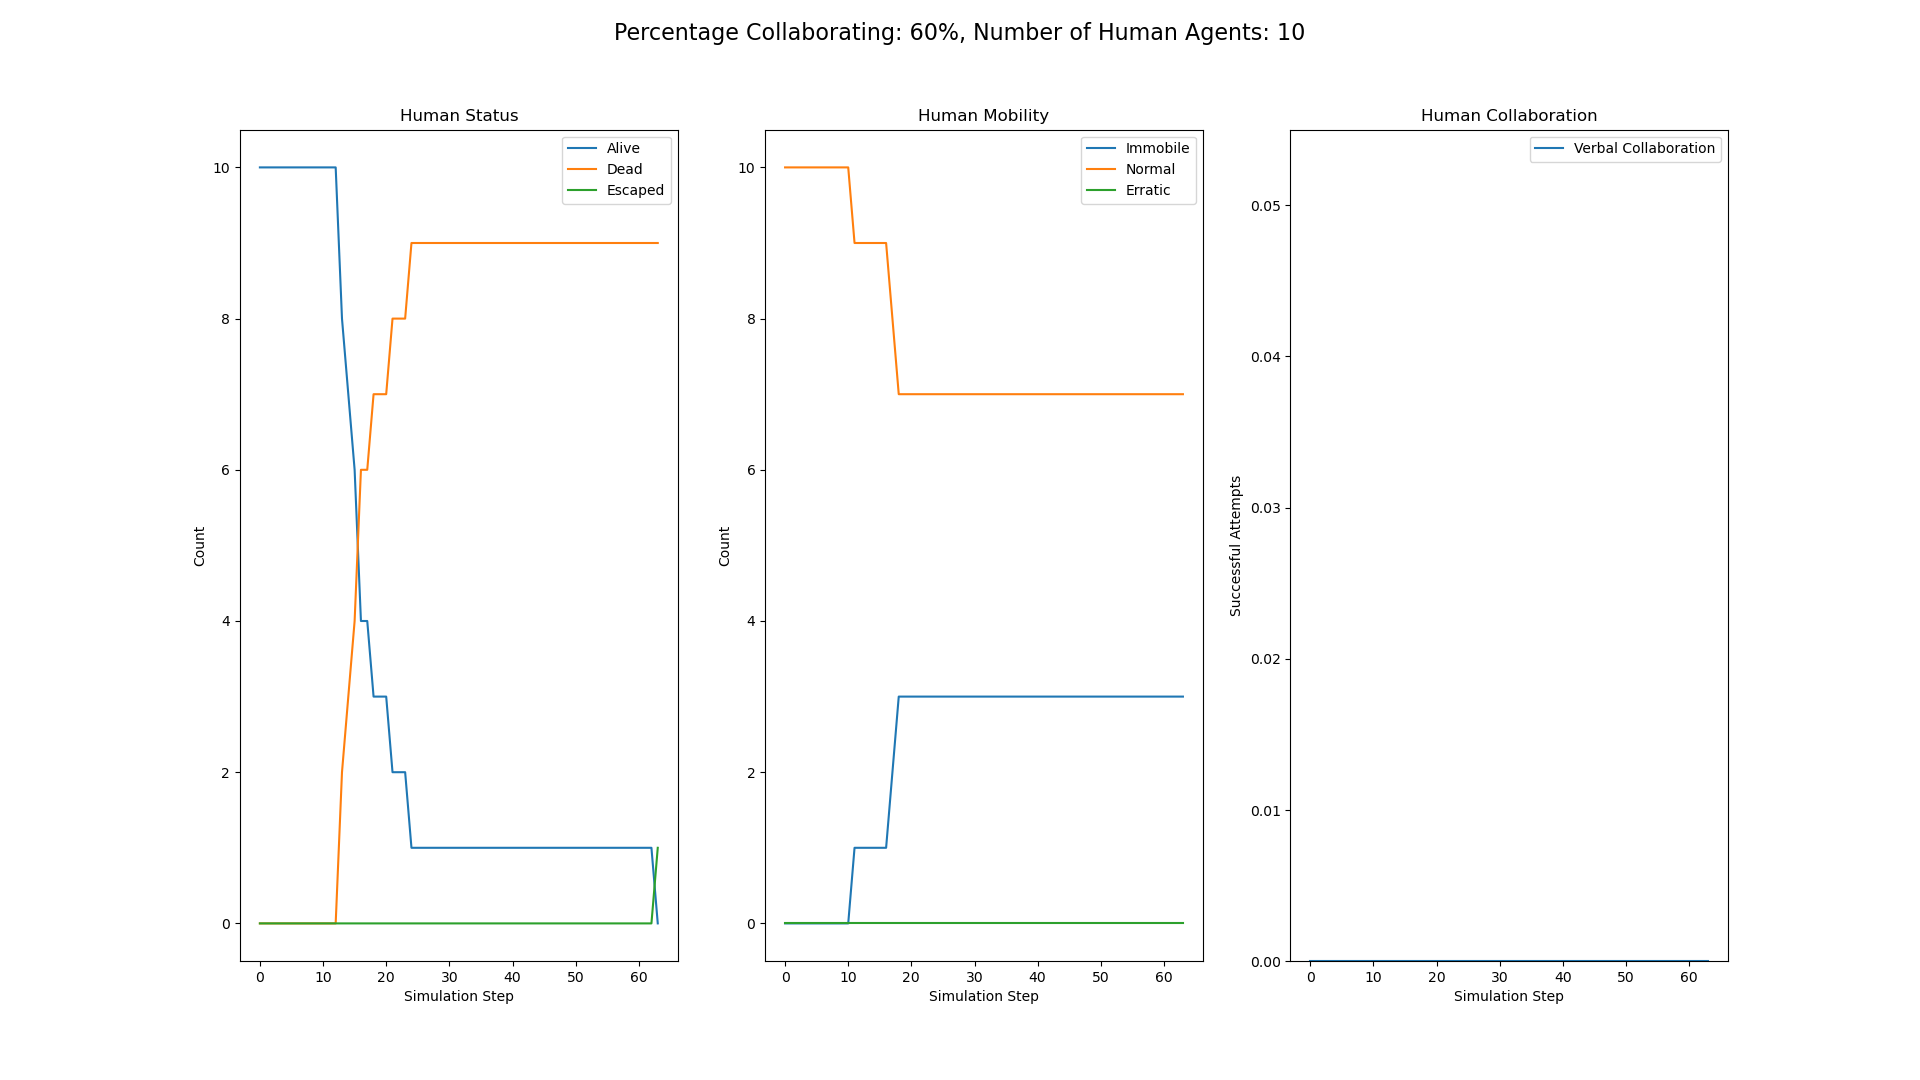 Percentage Collaborating: 60%, Number of Human Agents: 10
Human Status
Alive
Dead
Escaped
10
8
6
4
2
0
Count
0 10 20 30 40 50 60
Simulation Step
Human Mobility
Immobile
Normal
Erratic
10
8
6
4
2
0
Count
0 10 20 30 40 50 60
Simulation Step
Human Collaboration
Verbal Collaboration
0.05
0.04
0.03
0.02
0.01
0.00
Successful Attempts
0 10 20 30 40 50 60
Simulation Step